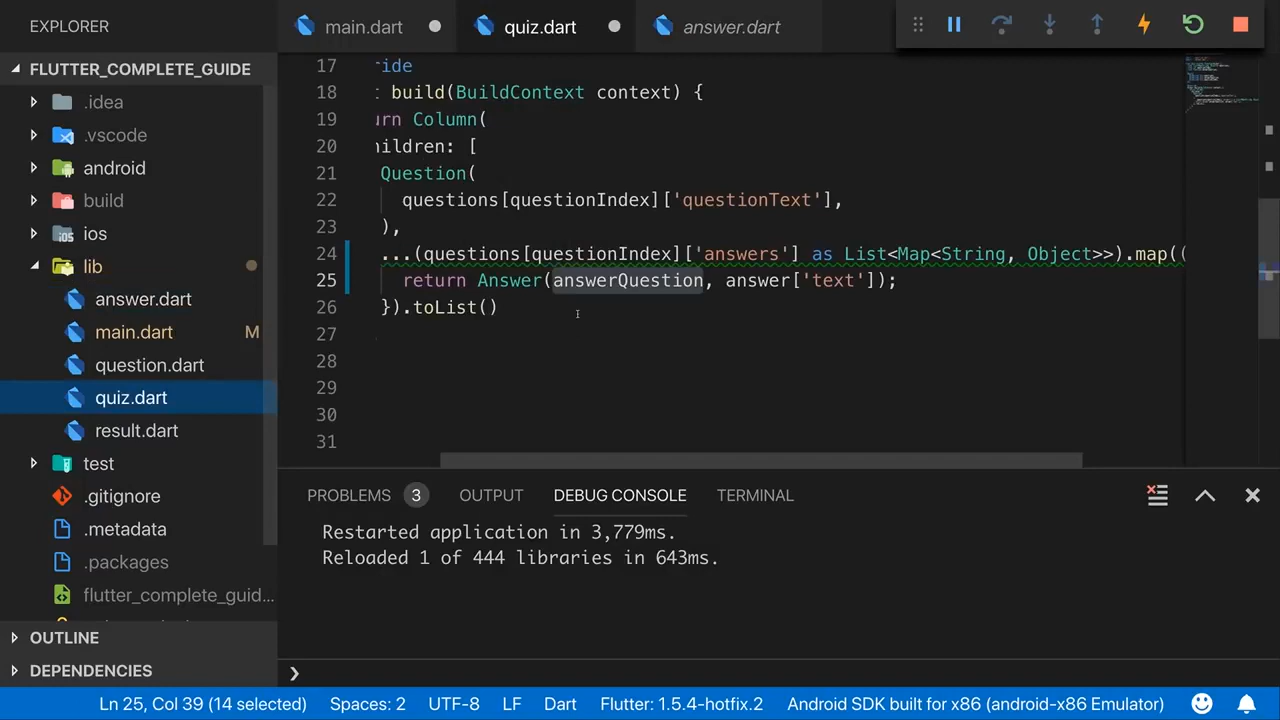 EXPLORER
FLUTTER_COMPLETE_GUIDE
.idea
.vscode
android
build
ios
lib
answer.dart
main.dart M
question.dart
quiz.dart
result.dart
test
.gitignore
.metadata
.packages
flutter_complete_guid...
OUTLINE
DEPENDENCIES
main.dart quiz.dart answer.dart
17 ide
18 build(BuildContext context) {
19 rn Column(
20 ildren: [
21 Question(
22 questions[questionIndex]['questionText'],
23 ),
24 ...(questions[questionIndex]['answers'] as List<Map<String, Object>>).map((
25 return Answer(answerQuestion, answer['text']);
26 }).toList()
27
28
29
30
31
PROBLEMS 3 OUTPUT DEBUG CONSOLE TERMINAL
Restarted application in 3,779ms.
Reloaded 1 of 444 libraries in 643ms.
Ln 25, Col 39 (14 selected) Spaces: 2 UTF-8 LF Dart Flutter: 1.5.4-hotfix.2 Android SDK built for x86 (android-x86 Emulator)